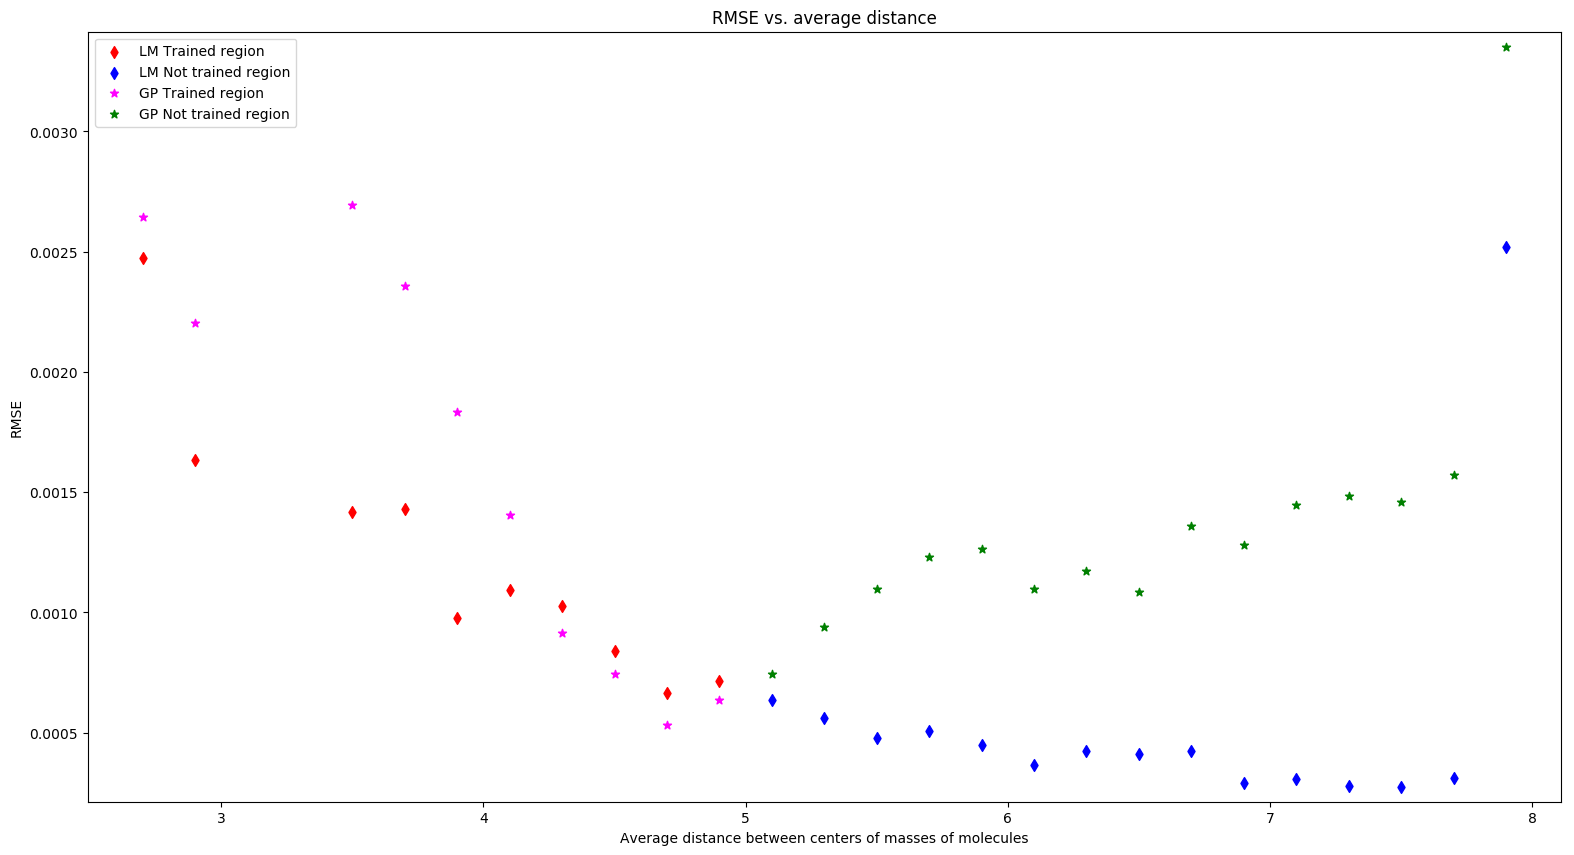 RMSE vs. average distance
LM Trained region
LM Not trained region
GP Trained region
GP Not trained region
0.0030
0.0025
0.0020
0.0015
0.0010
0.0005
RMSE
3 4 5 6 7 8
Average distance between centers of masses of molecules